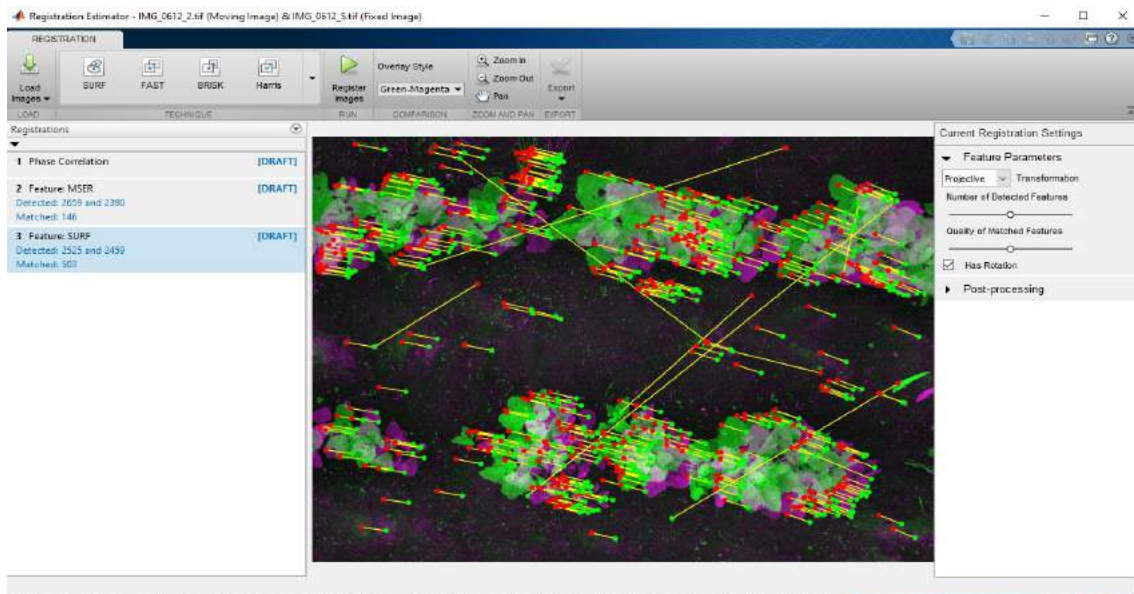 Registration Estimator - IMG_0612_2.tif (Moving Image) & IMG_0612_5.tif (Fixed Image)
REGISTRATION
Load Images
SURF
FAST
BRISK
Harris
Register Images
Overlay Style
Green-Magenta
Zoom In
Zoom Out
Pan
Export
LOAD
TECHNIQUE
RUN
COMPARISON
ZOOM AND PAN
EXPORT
Registrations
1 Phase Correlation [DRAFT]
2 Feature: MSER [DRAFT]
Detected: 2659 and 2390
Matched: 146
3 Feature: SURF [DRAFT]
Detected: 2525 and 2459
Matched: 503
Current Registration Settings
Feature Parameters
Projective Transformation
Number of Detected Features
Quality of Matched Features
Has Rotation
Post-processing